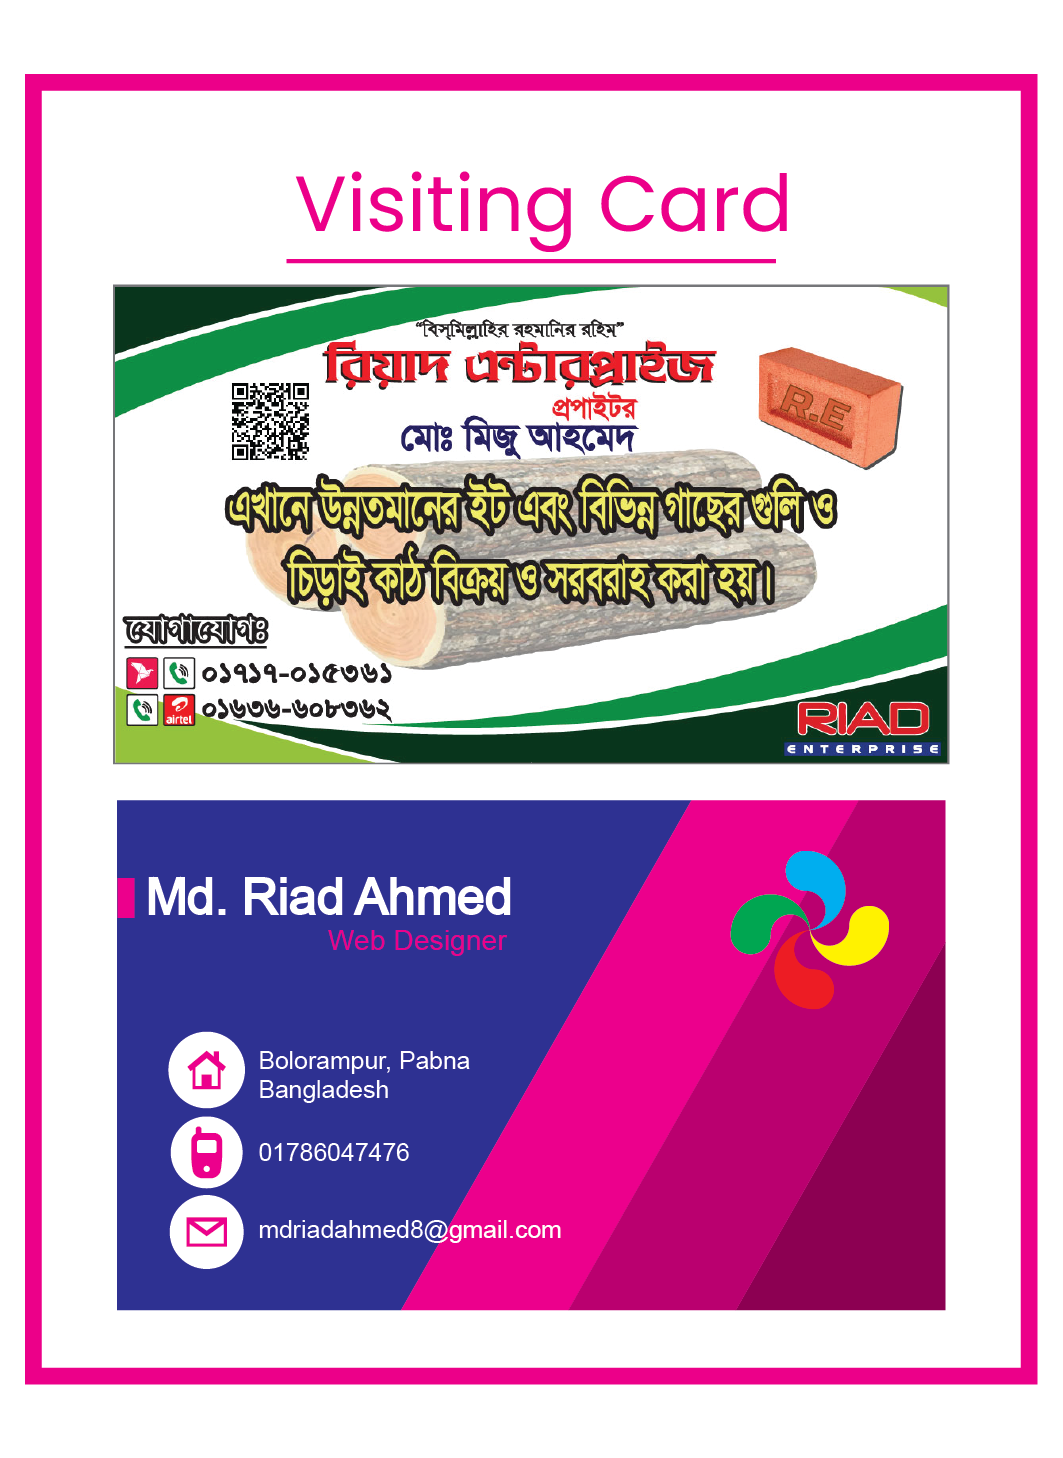 Visiting Card
“বিস্‌মিল্লাহির রহমানির রহিম”
রিয়াদ এন্টারপ্রাইজ
প্রপাইটর
মোঃ মিজু আহমেদ
R.E
এখানে উন্নতমানের ইট এবং বিভিন্ন গাছের গুলি ও
চিড়াই কাঠ বিক্রয় ও সরবরাহ করা হয়।
যোগাযোগঃ
০১৭১৭-০১৫৩৬১
airtel ০১৬৩৬-৬০৮৩৬২
RIAD
ENTERPRISE
Md. Riad Ahmed
Web Designer
Bolorampur, Pabna
Bangladesh
01786047476
mdriadahmed8@gmail.com